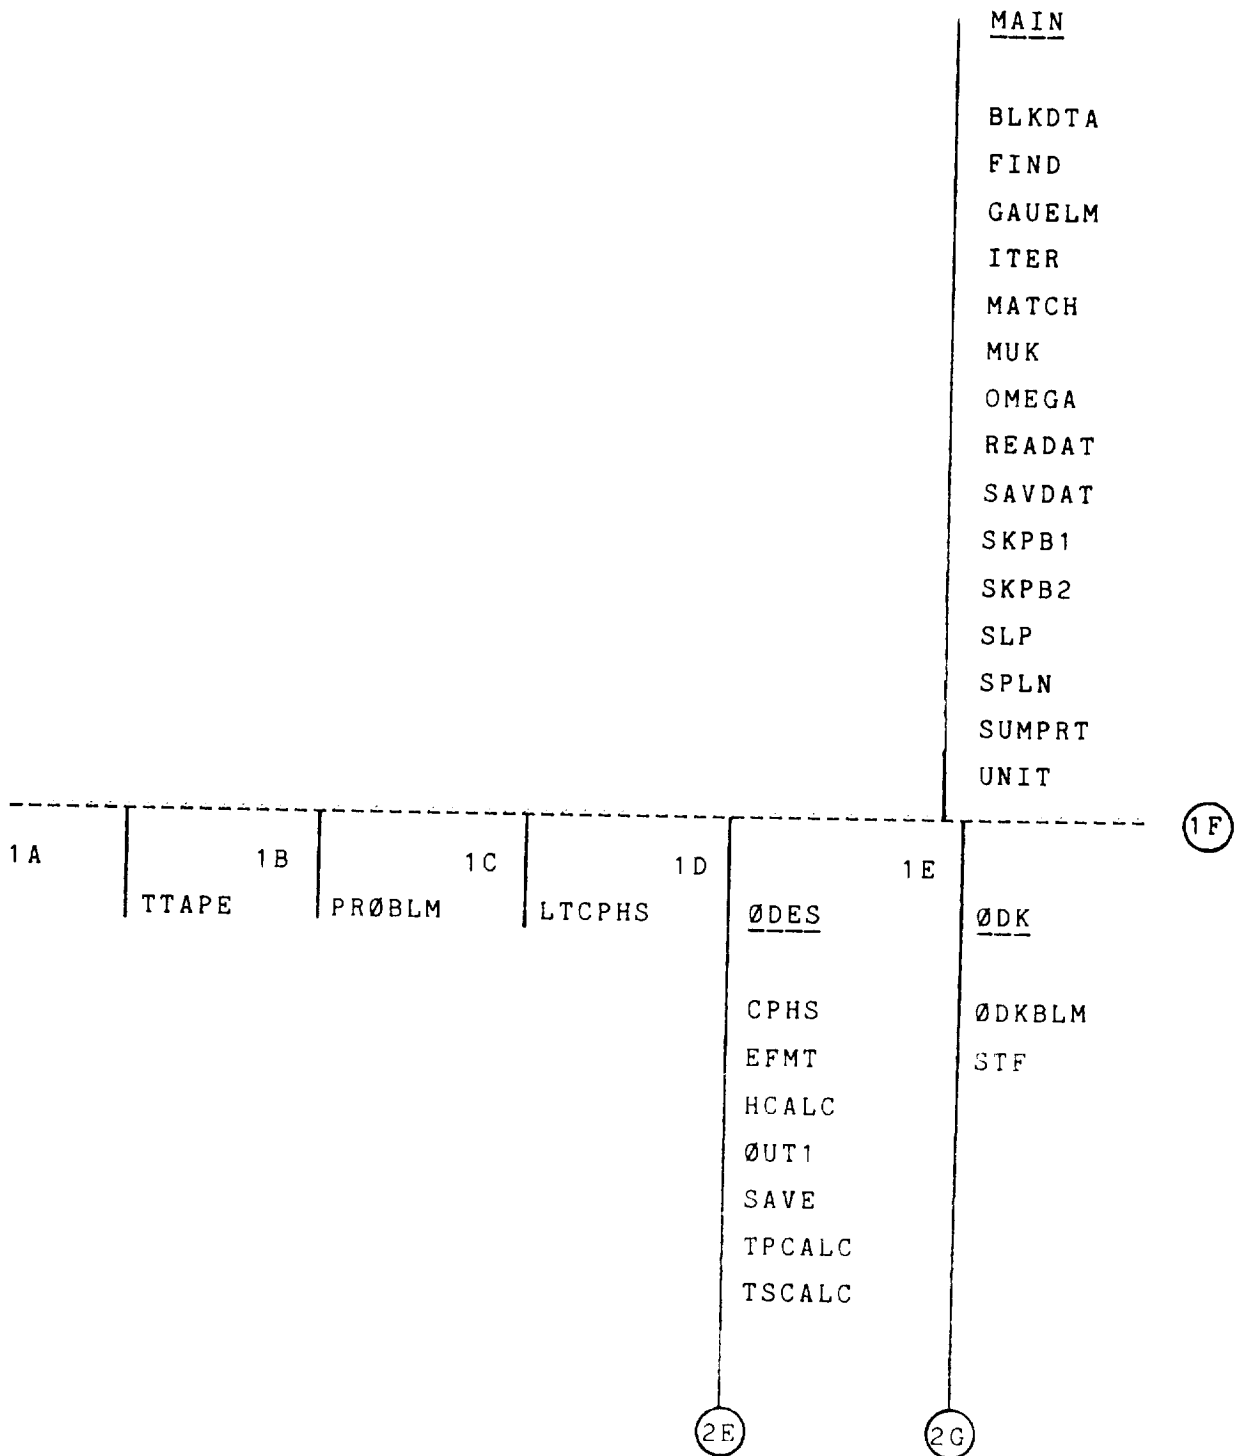 MAIN
BLKDTA
FIND
GAUELM
ITER
MATCH
MUK
OMEGA
READAT
SAVDAT
SKPB1
SKPB2
SLP
SPLN
SUMPRT
UNIT
1F
1A
TTAPE
1B
PRØBLM
1C
LTCPHS
1D
ØDES
CPHS
EFMT
HCALC
ØUT1
SAVE
TPCALC
TSCALC
2E
1E
ØDK
ØDKBLM
STF
2G